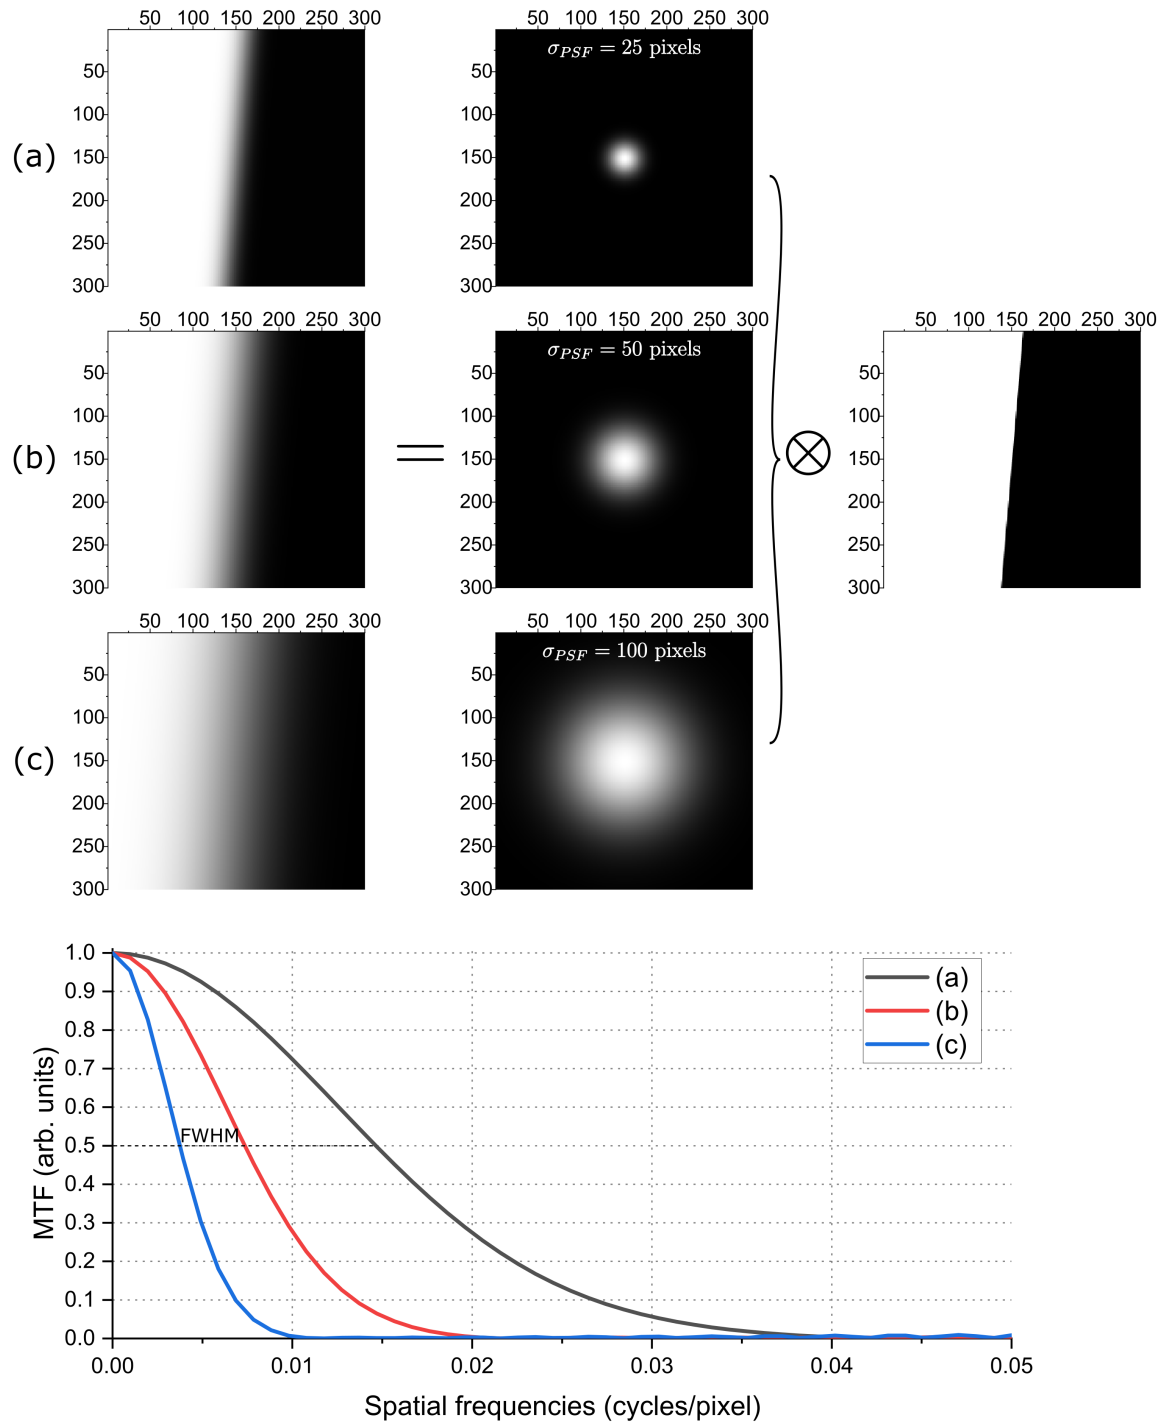 50 100 150 200 250 300
50 100 150 200 250 300
σPSF = 25 pixels
50
100
150
200
250
300
50
100
150
200
250
300
(a)
50 100 150 200 250 300
50 100 150 200 250 300
50 100 150 200 250 300
σPSF = 50 pixels
50
100
150
200
250
300
50
100
150
200
250
300
50
100
150
200
250
300
(b)
50 100 150 200 250 300
50 100 150 200 250 300
σPSF = 100 pixels
50
100
150
200
250
300
50
100
150
200
250
300
(c)
1.0
0.9
0.8
0.7
0.6
0.5
0.4
0.3
0.2
0.1
0.0
MTF (arb. units)
FWHM
(a)
(b)
(c)
0.00 0.01 0.02 0.03 0.04 0.05
Spatial frequencies (cycles/pixel)